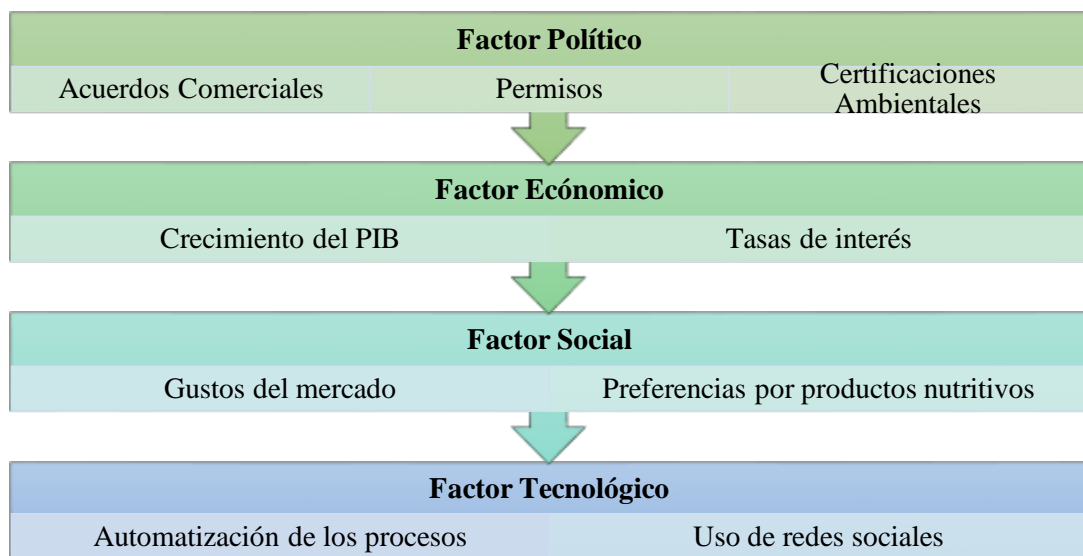 Factor Político
Acuerdos Comerciales
Permisos
Certificaciones
Ambientales
Factor Ecónomico
Crecimiento del PIB
Tasas de interés
Factor Social
Gustos del mercado
Preferencias por productos nutritivos
Factor Tecnológico
Automatización de los procesos
Uso de redes sociales